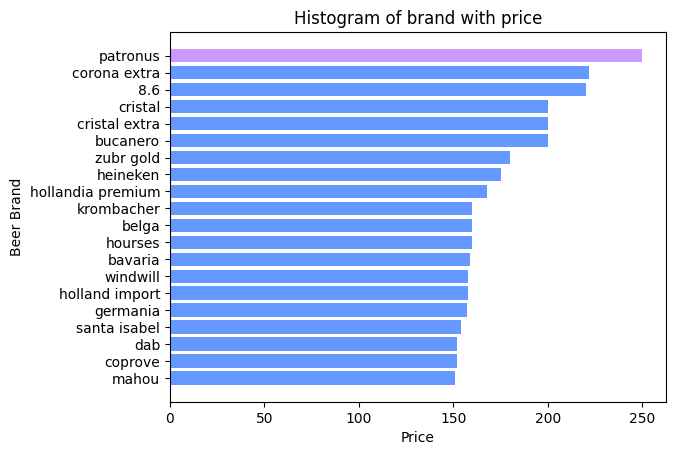 Histogram of brand with price
Beer Brand
patronus
corona extra
8.6
cristal
cristal extra
bucanero
zubr gold
heineken
hollandia premium
krombacher
belga
hourses
bavaria
windwill
holland import
germania
santa isabel
dab
coprove
mahou
0 50 100 150 200 250
Price